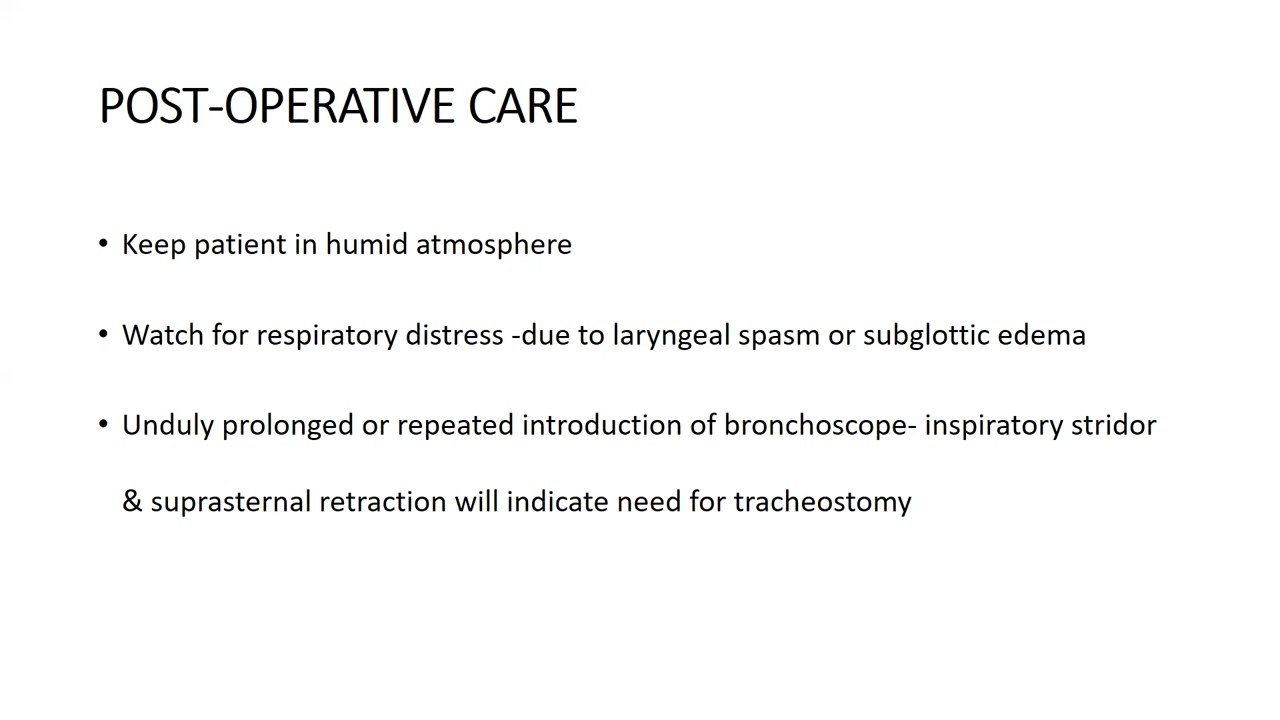 POST-OPERATIVE CARE
• Keep patient in humid atmosphere
• Watch for respiratory distress -due to laryngeal spasm or subglottic edema
• Unduly prolonged or repeated introduction of bronchoscope- inspiratory stridor
& suprasternal retraction will indicate need for tracheostomy